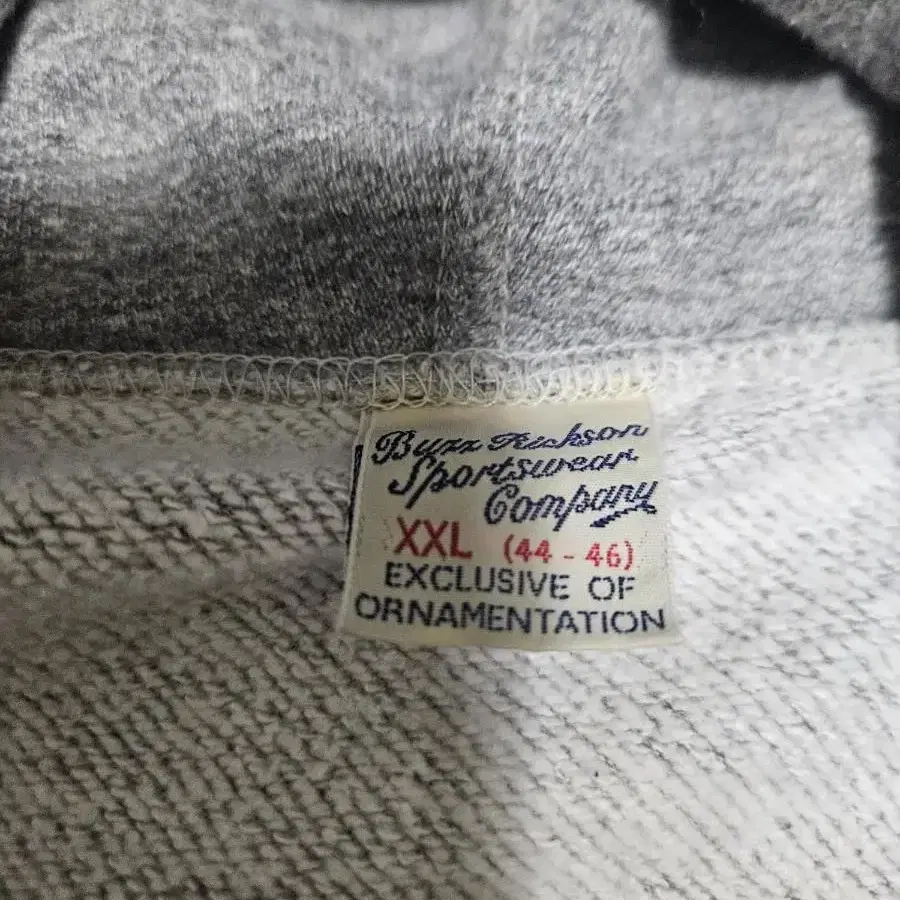 Buzz Rickson
Sportswear
Company
XXL (44 - 46)
EXCLUSIVE OF
ORNAMENTATION